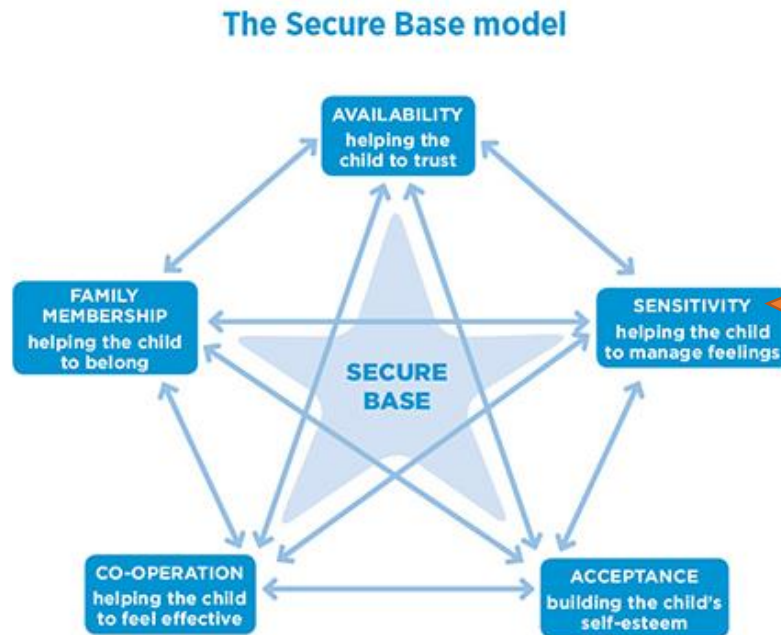 The Secure Base model
AVAILABILITY
helping the
child to trust
FAMILY
MEMBERSHIP
helping the child
to belong
SENSITIVITY
helping the child
to manage feelings
SECURE
BASE
CO-OPERATION
helping the child
to feel effective
ACCEPTANCE
building the child's
self-esteem